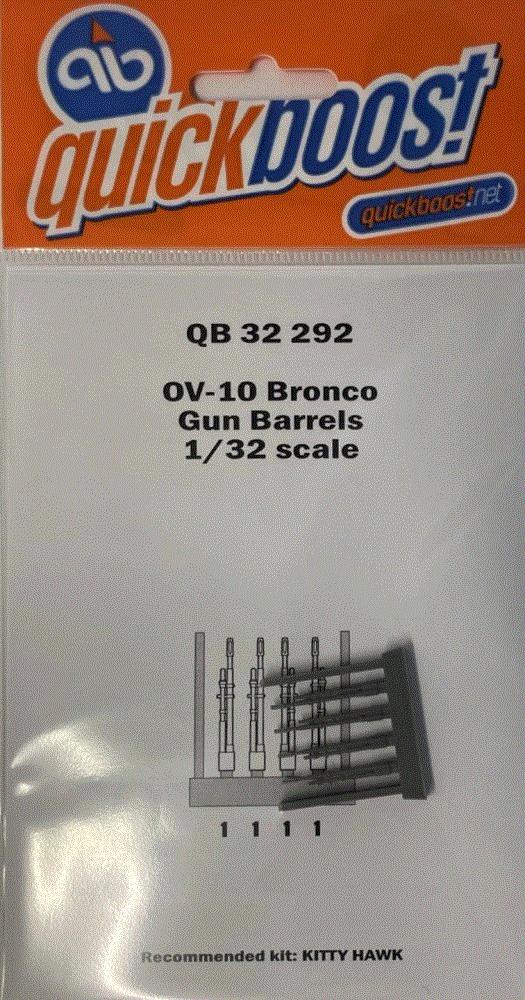 ab
quickboost
quickboost.net
QB 32 292
OV-10 Bronco
Gun Barrels
1/32 scale
1 1 1 1
Recommended kit: KITTY HAWK